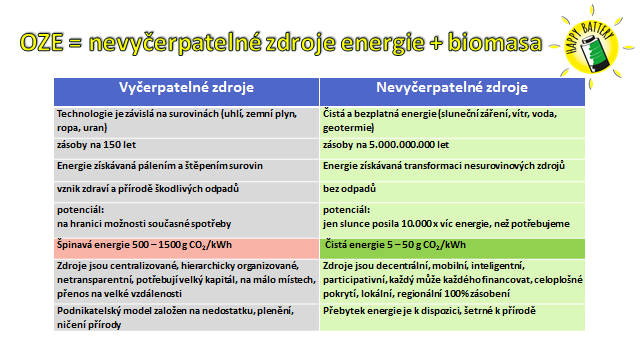 OZE = nevyčerpatelné zdroje energie + biomasa
HAPPY BATTERY
Vyčerpatelné zdroje
Nevyčerpatelné zdroje
Technologie je závislá na surovinách (uhlí, zemní plyn,
ropa, uran)
Čistá a bezplatná energie (sluneční záření, vítr, voda,
geotermie)
zásoby na 150 let
zásoby na 5.000.000.000 let
Energie získávaná pálením a štěpením surovin
Energie získávaná transformaci nesurovinových zdrojů
vznik zdraví a přírodě škodlivých odpadů
bez odpadů
potenciál:
na hranici možnosti současné spotřeby
potenciál:
jen slunce posila 10.000 x víc energie, než potřebujeme
Špinavá energie 500 – 1500 g CO₂/kWh
Čistá energie 5 – 50 g CO₂/kWh
Zdroje jsou centralizované, hierarchicky organizované,
netransparentní, potřebují velký kapitál, na málo místech,
přenos na velké vzdálenosti
Zdroje jsou decentrální, mobilní, inteligentní,
participativní, každý může každého financovat, celoplošné
pokrytí, lokální, regionální 100% zásobení
Podnikatelský model založen na nedostatku, plenění,
ničení přírody
Přebytek energie je k dispozici, šetrné k přírodě